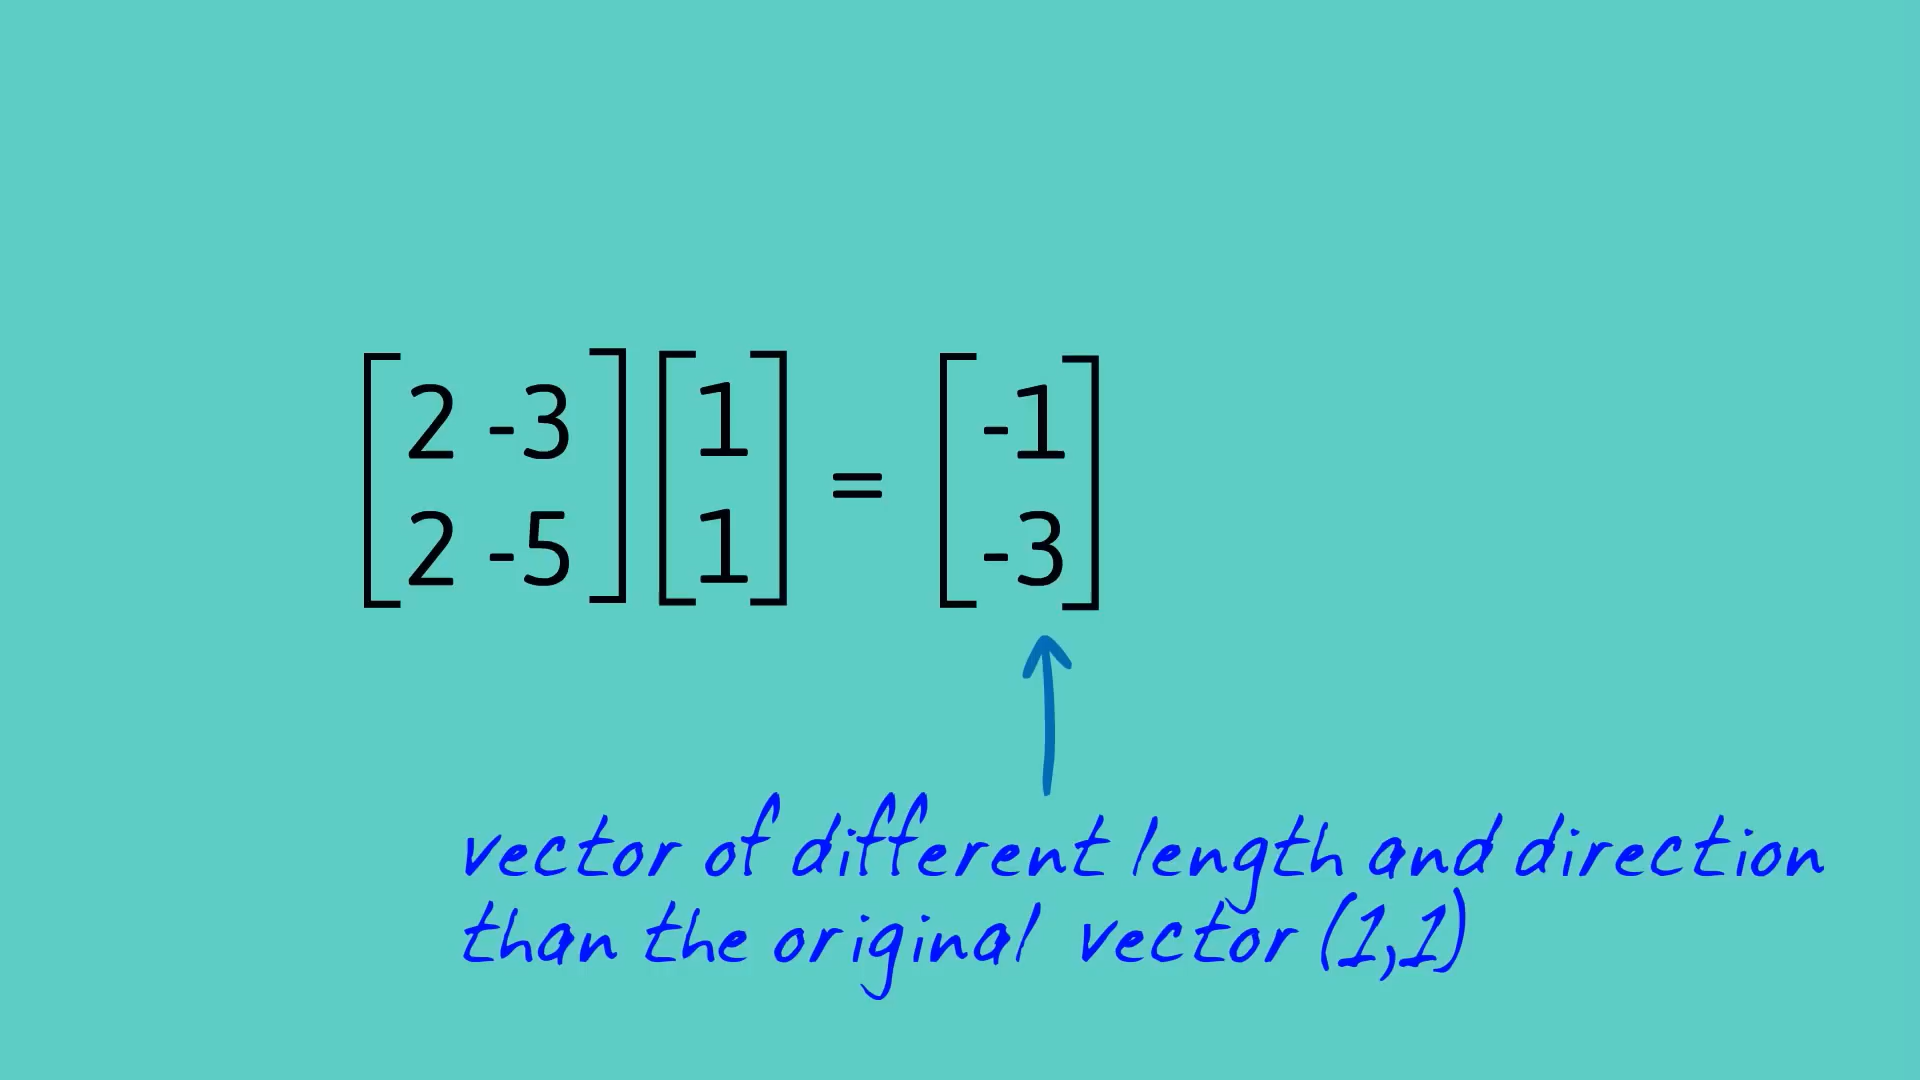 [2 -3] [1] = [-1]
[2 -5] [1] [-3]
vector of different length and direction
than the original vector (1,1)